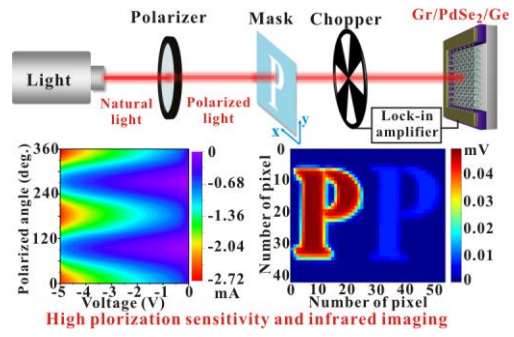 Polarizer
Mask
Chopper
Gr/PdSe2/Ge
Light
P
Natural light
Polarized light
x
y
Lock-in amplifier
Polarized angle (deg.)
360
240
120
0
-5 -4 -3 -2 -1 0
Voltage (V)
0
-0.68
-1.36
-2.04
-2.72
mA
Number of pixel
0
10
20
30
40
0 10 20 30 40 50
Number of pixel
P P
mV
0.04
0.03
0.01
0
High plorization sensitivity and infrared imaging